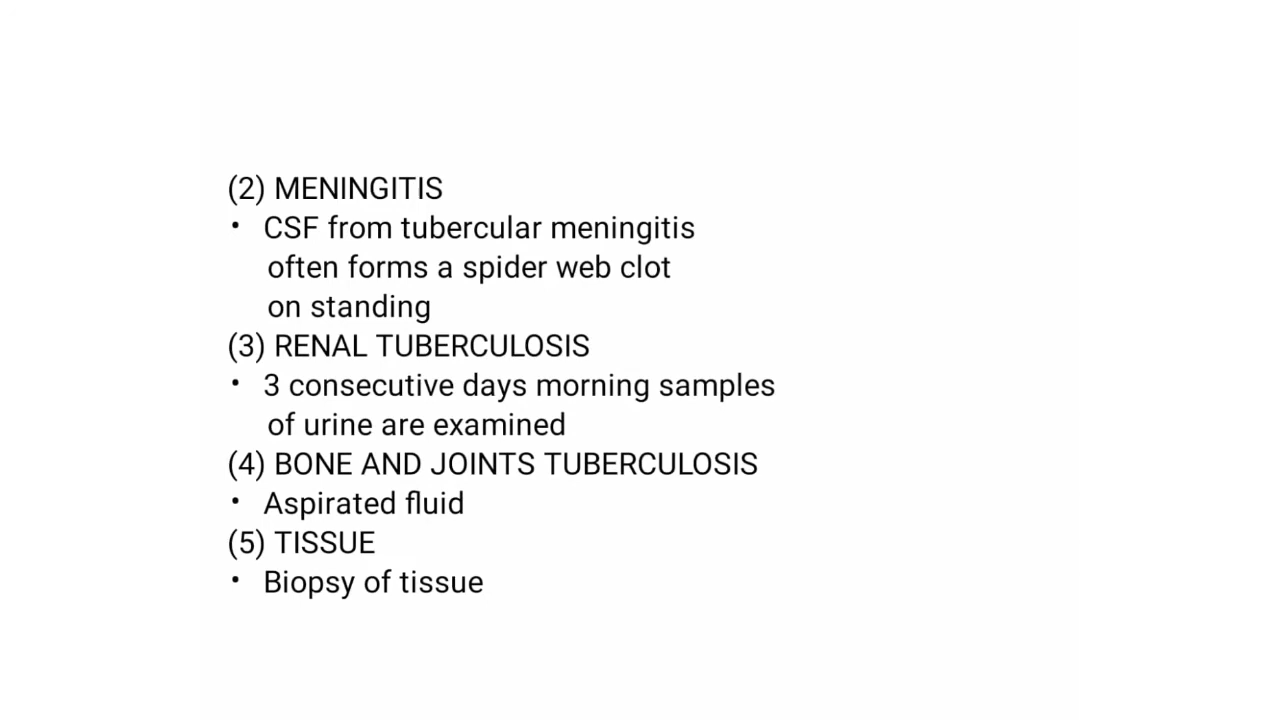 (2) MENINGITIS
• CSF from tubercular meningitis
often forms a spider web clot
on standing
(3) RENAL TUBERCULOSIS
• 3 consecutive days morning samples
of urine are examined
(4) BONE AND JOINTS TUBERCULOSIS
• Aspirated fluid
(5) TISSUE
• Biopsy of tissue